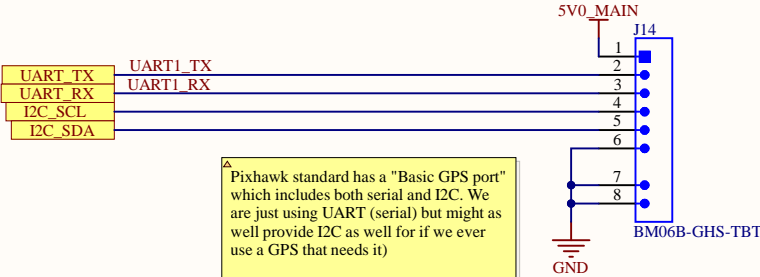 5V0_MAIN
J14
1
UART_TX UART1_TX 2
UART_RX UART1_RX 3
I2C_SCL 4
I2C_SDA 5
6
7
8
BM06B-GHS-TBT
GND
Pixhawk standard has a "Basic GPS port"
which includes both serial and I2C. We
are just using UART (serial) but might as
well provide I2C as well for if we ever
use a GPS that needs it)